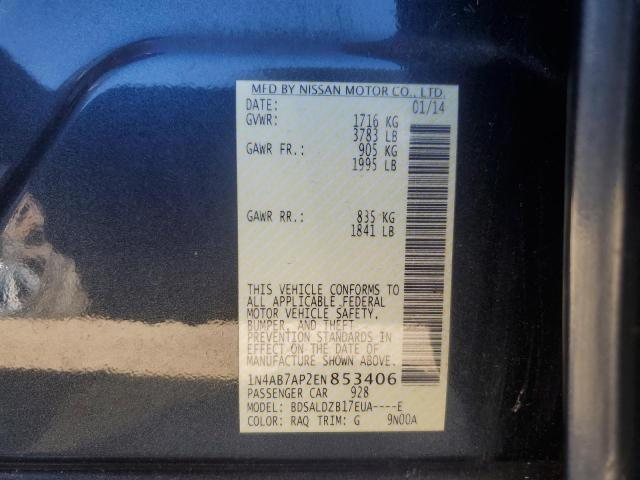 MFD BY NISSAN MOTOR CO., LTD.
DATE: 01/14
GVWR: 1716 KG
3783 LB
GAWR FR.: 905 KG
1995 LB
GAWR RR.: 835 KG
1841 LB
THIS VEHICLE CONFORMS TO
ALL APPLICABLE FEDERAL
MOTOR VEHICLE SAFETY,
BUMPER, AND THEFT
PREVENTION STANDARDS IN
EFFECT ON THE DATE OF
MANUFACTURE SHOWN ABOVE.
1N4AB7AP2EN853406
PASSENGER CAR 928
MODEL: BDSALDZB17EUA----E
COLOR: RAQ TRIM: G 9N00A